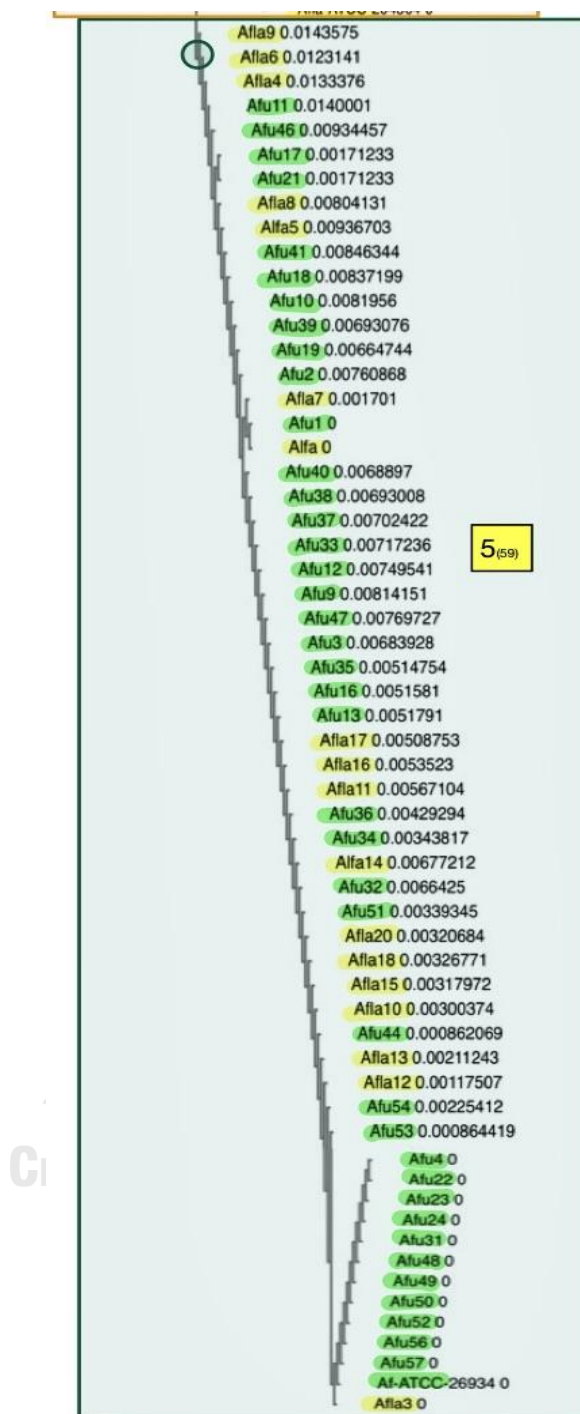 Afla9 0.0143575
Afla6 0.0123141
Afla4 0.0133376
Afu11 0.0140001
Afu46 0.00934457
Afu17 0.00171233
Afu21 0.00171233
Afla8 0.00804131
Alfa5 0.00936703
Afu41 0.00846344
Afu18 0.00837199
Afu10 0.0081956
Afu39 0.00693076
Afu19 0.00664744
Afu2 0.00760868
Afla7 0.001701
Afu1 0
Alfa 0
Afu40 0.0068897
Afu38 0.00693008
Afu37 0.00702422
Afu33 0.00717236
5(59)
Afu12 0.00749541
Afu9 0.00814151
Afu47 0.00769727
Afu3 0.00683928
Afu35 0.00514754
Afu16 0.0051581
Afu13 0.0051791
Afla17 0.00508753
Afla16 0.0053523
Afla11 0.00567104
Afu36 0.00429294
Afu34 0.00343817
Alfa14 0.00677212
Afu32 0.0066425
Afu51 0.00339345
Afla20 0.00320684
Afla18 0.00326771
Afla15 0.00317972
Afla10 0.00300374
Afu44 0.000862069
Afla13 0.00211243
Afla12 0.00117507
Afu54 0.00225412
Afu53 0.000864419
Afu4 0
Afu22 0
Afu23 0
Afu24 0
Afu31 0
Afu48 0
Afu49 0
Afu50 0
Afu52 0
Afu56 0
Afu57 0
Af-ATCC-26934 0
Afla3 0